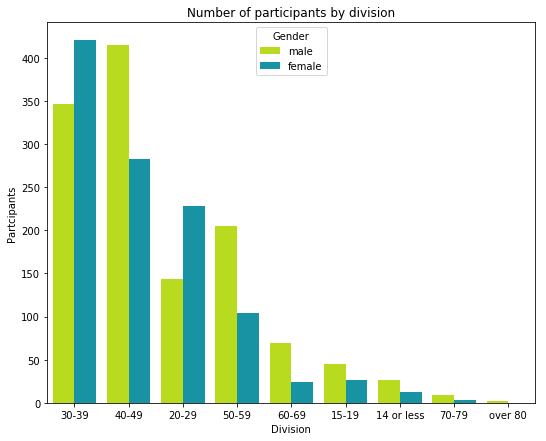 Number of participants by division
Gender
male
female
400
350
300
250
200
150
100
50
0
Partcipants
30-39 40-49 20-29 50-59 60-69 15-19 14 or less 70-79 over 80
Division